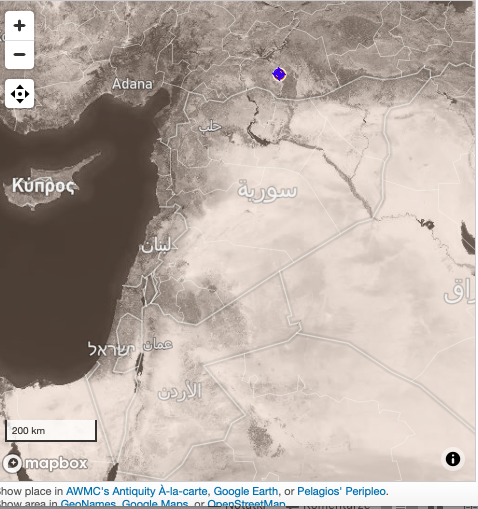 +
−
Adana
حلب
Κύπρος
سورية
لبنان
ישראל
عمان
الأردن
200 km
mapbox
how place in AWMC's Antiquity À-la-carte, Google Earth, or Pelagios' Peripleo.
how area in GeoNames, Google Maps, or OpenStreetMap.